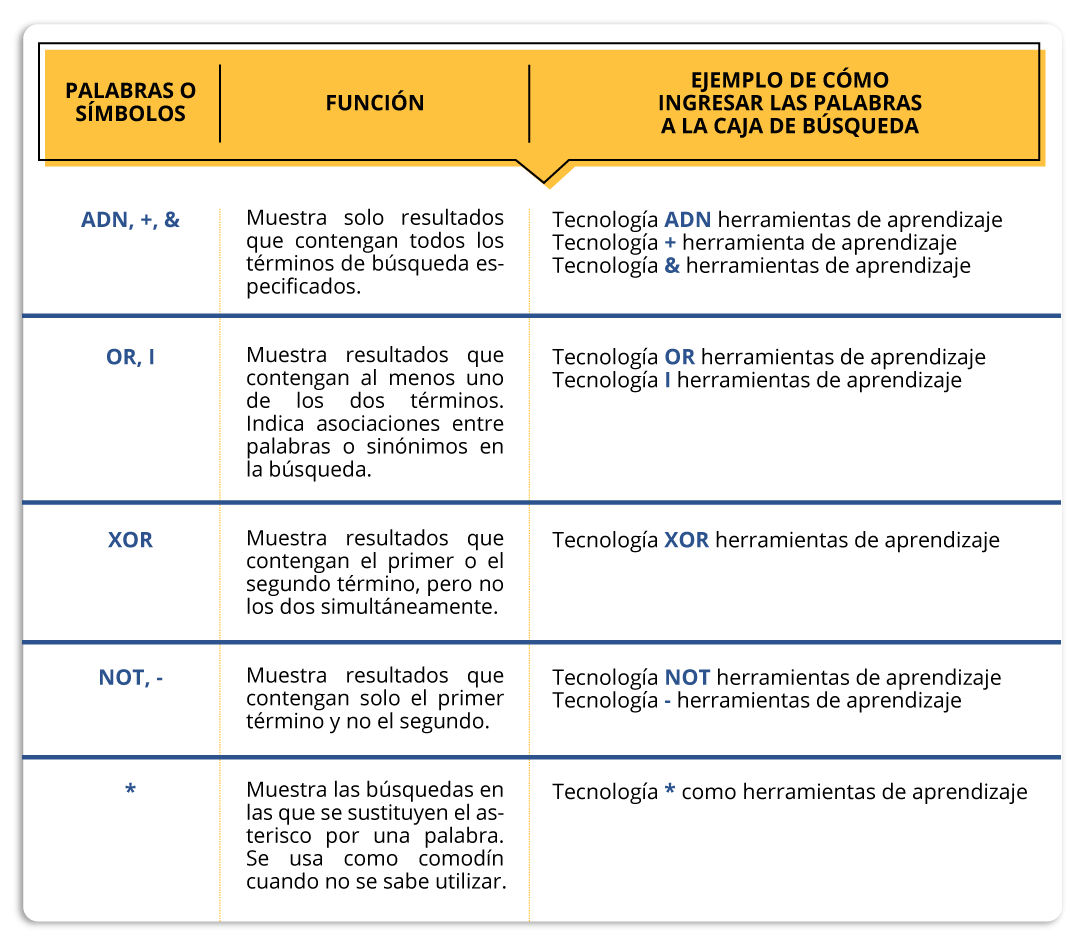 PALABRAS O
SÍMBOLOS
FUNCIÓN
EJEMPLO DE CÓMO
INGRESAR LAS PALABRAS
A LA CAJA DE BÚSQUEDA
ADN, +, &
Muestra solo resultados
que contengan todos los
términos de búsqueda es-
pecificados.
Tecnología ADN herramientas de aprendizaje
Tecnología + herramienta de aprendizaje
Tecnología & herramientas de aprendizaje
OR, I
Muestra resultados que
contengan al menos uno
de los dos términos.
Indica asociaciones entre
palabras o sinónimos en
la búsqueda.
Tecnología OR herramientas de aprendizaje
Tecnología I herramientas de aprendizaje
XOR
Muestra resultados que
contengan el primer o el
segundo término, pero no
los dos simultáneamente.
Tecnología XOR herramientas de aprendizaje
NOT, -
Muestra resultados que
contengan solo el primer
término y no el segundo.
Tecnología NOT herramientas de aprendizaje
Tecnología - herramientas de aprendizaje
*
Muestra las búsquedas en
las que se sustituyen el as-
terisco por una palabra.
Se usa como comodín
cuando no se sabe utilizar.
Tecnología * como herramientas de aprendizaje